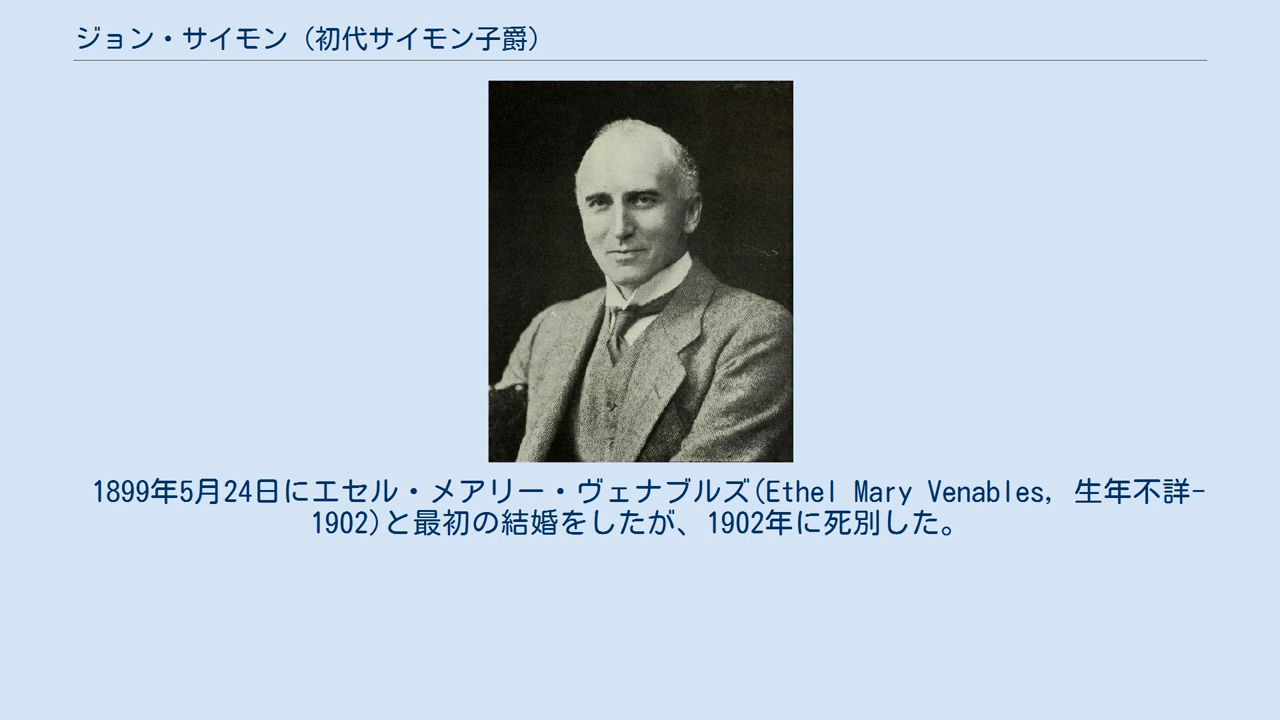 ジョン・サイモン（初代サイモン子爵）
1899年5月24日にエセル・メアリー・ヴェナブルズ(Ethel Mary Venables, 生年不詳-
1902)と最初の結婚をしたが、1902年に死別した。